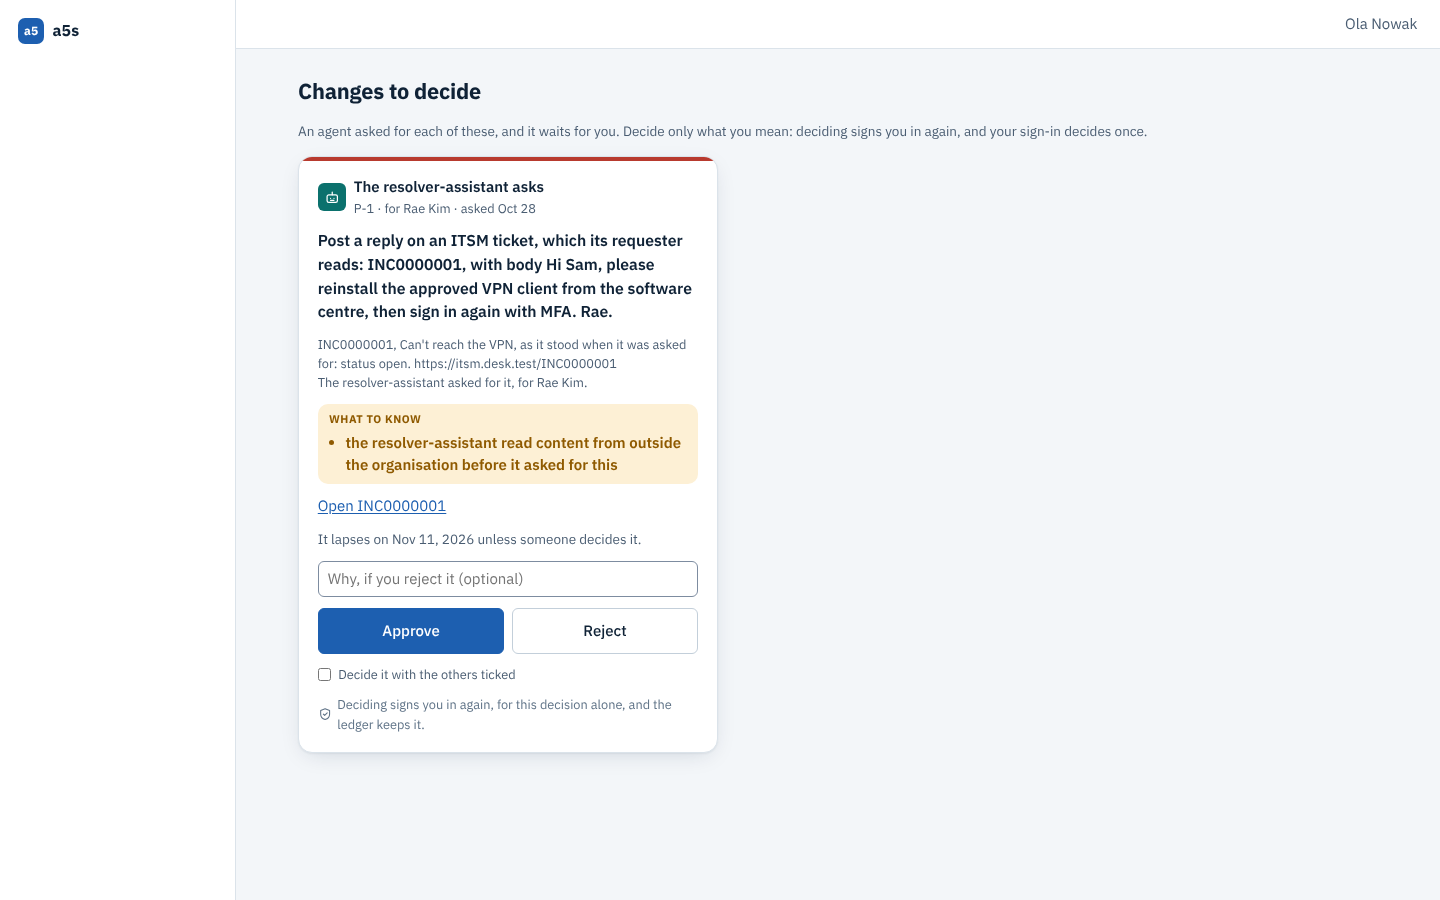 a5 a5s
Ola Nowak
Changes to decide
An agent asked for each of these, and it waits for you. Decide only what you mean: deciding signs you in again, and your sign-in decides once.
The resolver-assistant asks
P-1 · for Rae Kim · asked Oct 28
Post a reply on an ITSM ticket, which its requester
reads: INC0000001, with body Hi Sam, please
reinstall the approved VPN client from the software
centre, then sign in again with MFA. Rae.
INC0000001, Can't reach the VPN, as it stood when it was asked
for: status open. https://itsm.desk.test/INC0000001
The resolver-assistant asked for it, for Rae Kim.
WHAT TO KNOW
• the resolver-assistant read content from outside
the organisation before it asked for this
Open INC0000001
It lapses on Nov 11, 2026 unless someone decides it.
Why, if you reject it (optional)
Approve Reject
Decide it with the others ticked
Deciding signs you in again, for this decision alone, and the
ledger keeps it.